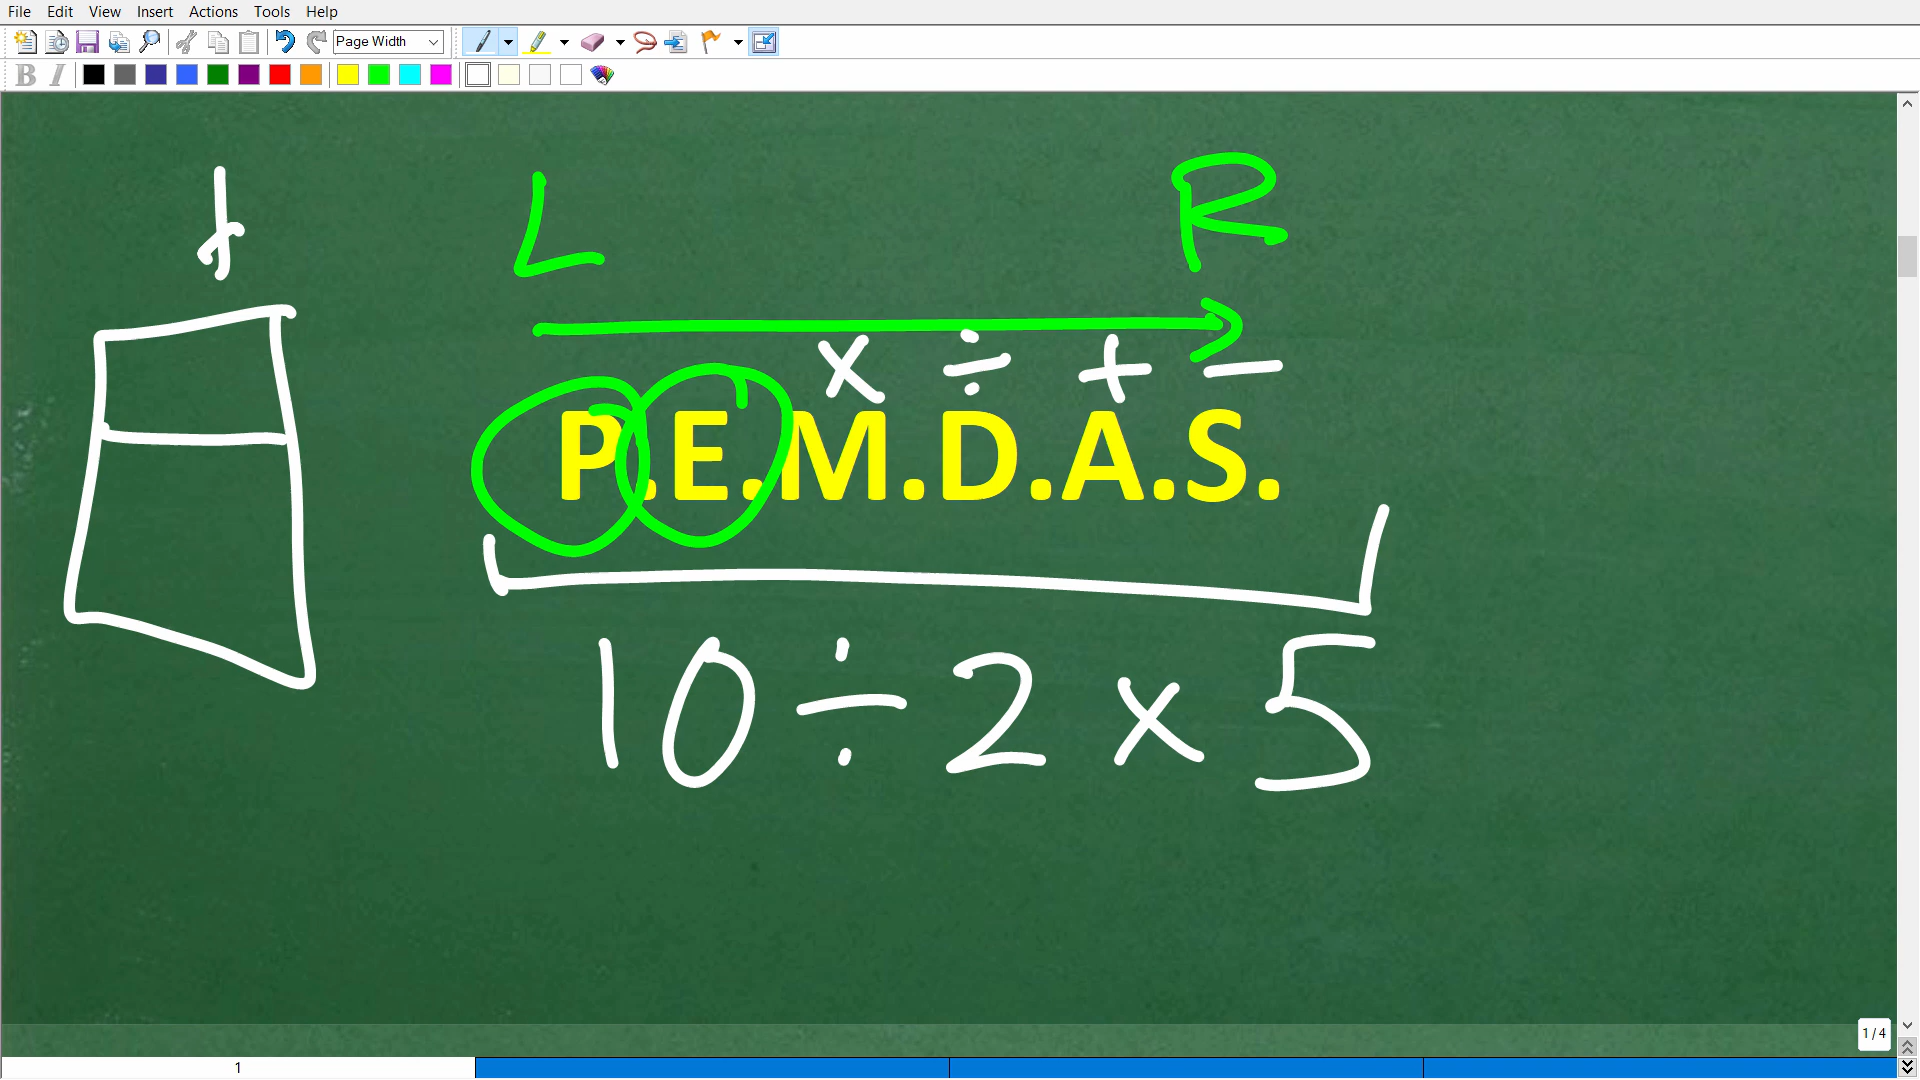 File Edit View Insert Actions Tools Help
Page Width
B I
L R
× ÷ + −
P.E.M.D.A.S.
10 ÷ 2 × 5
1 / 4
1